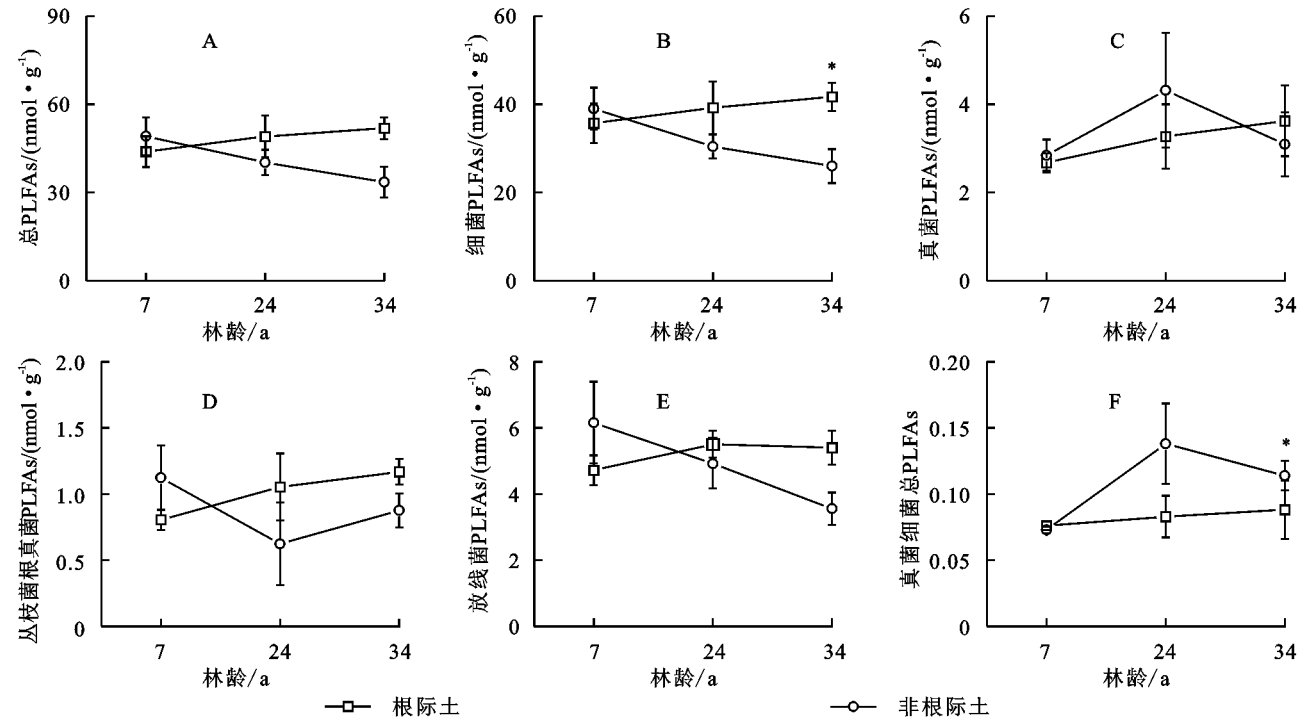 总PLFAs/(nmol·g⁻¹)
90
60
30
0
A
7
24
34
林龄/a
细菌PLFAs/(nmol·g⁻¹)
60
40
20
0
B
*
7
24
34
林龄/a
真菌PLFAs/(nmol·g⁻¹)
6
4
2
0
C
7
24
34
林龄/a
丛枝菌根真菌PLFAs/(nmol·g⁻¹)
2.0
1.5
1.0
0.5
0
D
7
24
34
林龄/a
放线菌PLFAs/(nmol·g⁻¹)
8
6
4
2
0
E
7
24
34
林龄/a
真菌细菌总PLFAs
0.20
0.15
0.10
0.05
0
F
*
7
24
34
林龄/a
根际土
非根际土